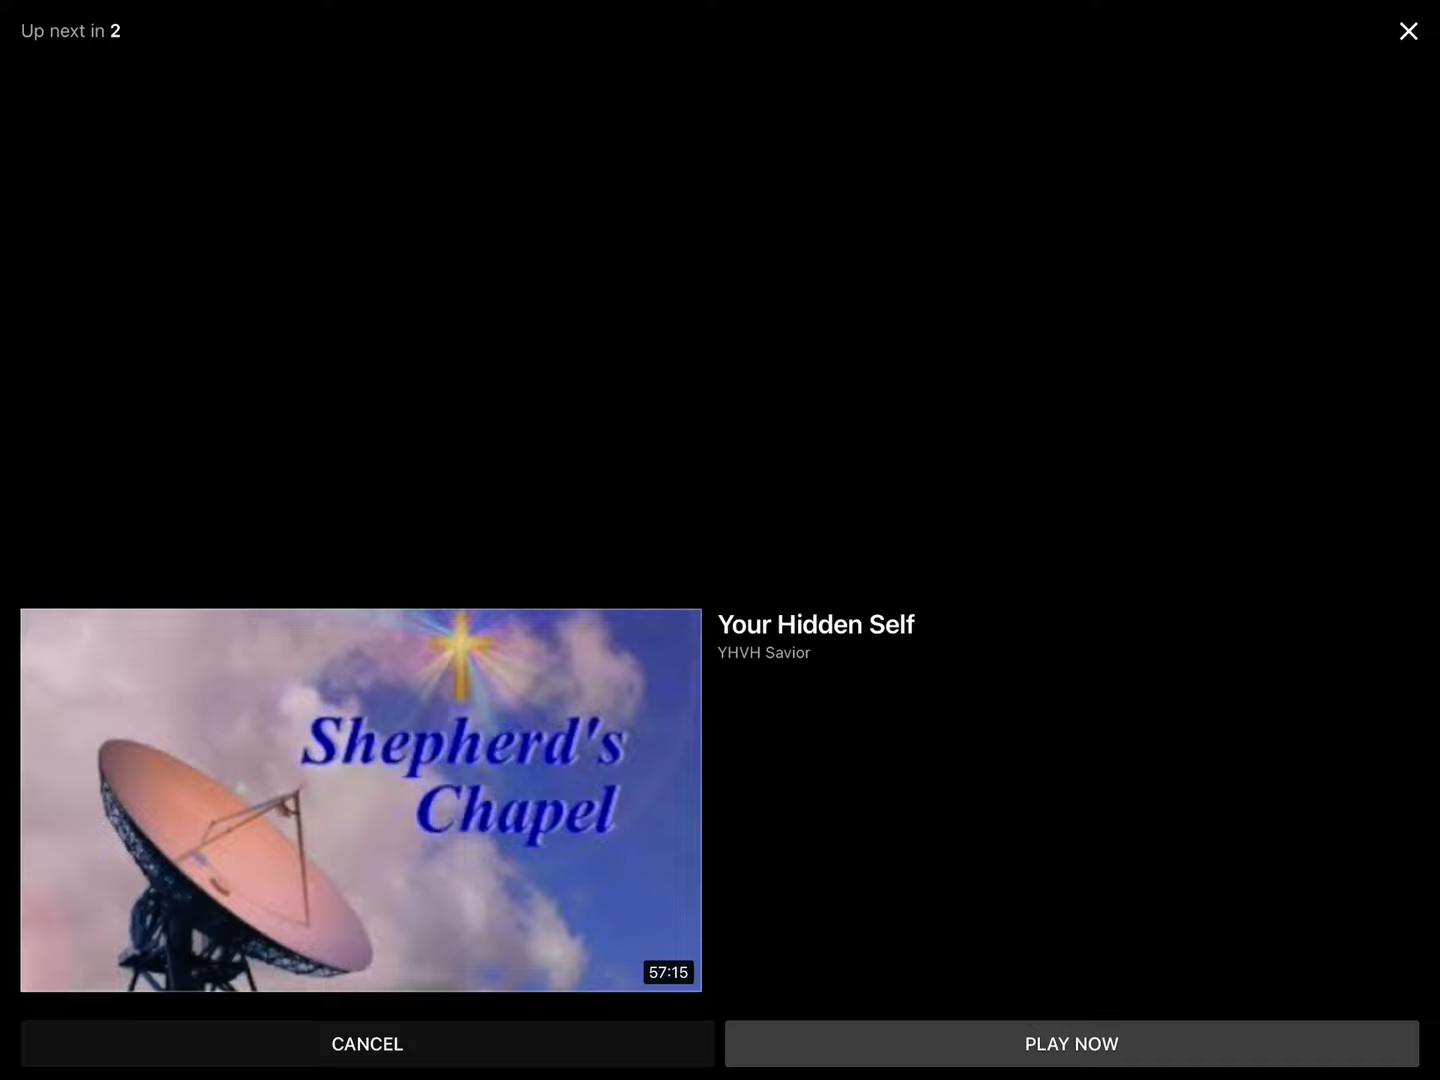 Up next in 2
Shepherd's
Chapel
57:15
Your Hidden Self
YHVH Savior
CANCEL
PLAY NOW